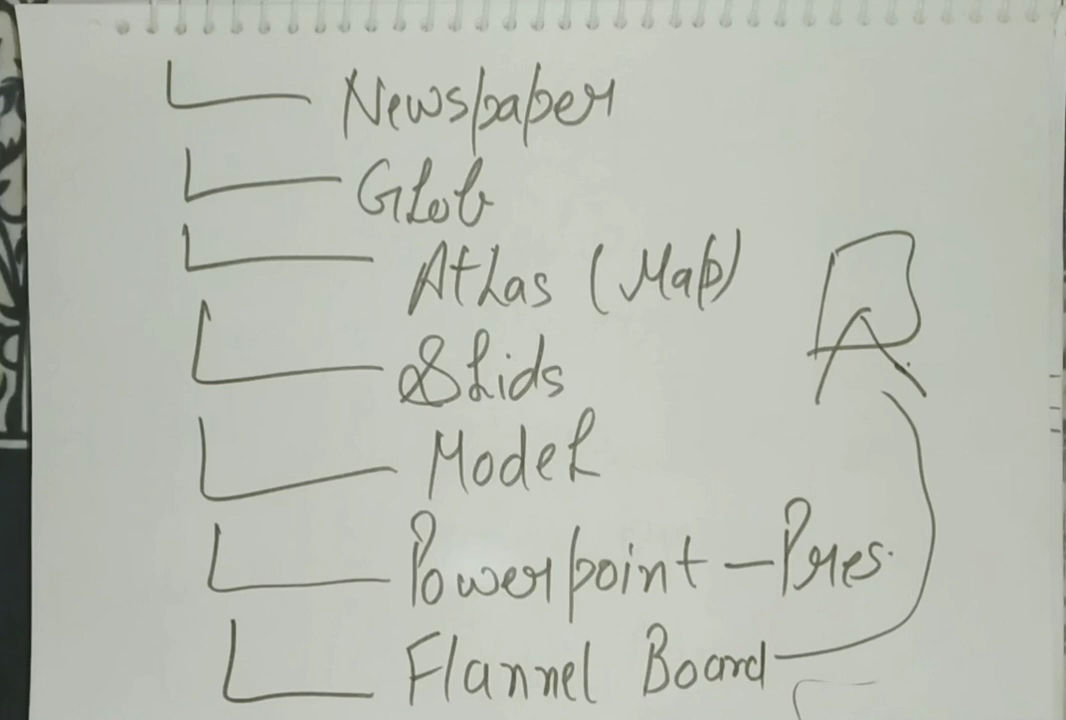 Newspaper
Glob
Atlas (Map)
Slids
Model
Powerpoint - Pres.
Flannel Board